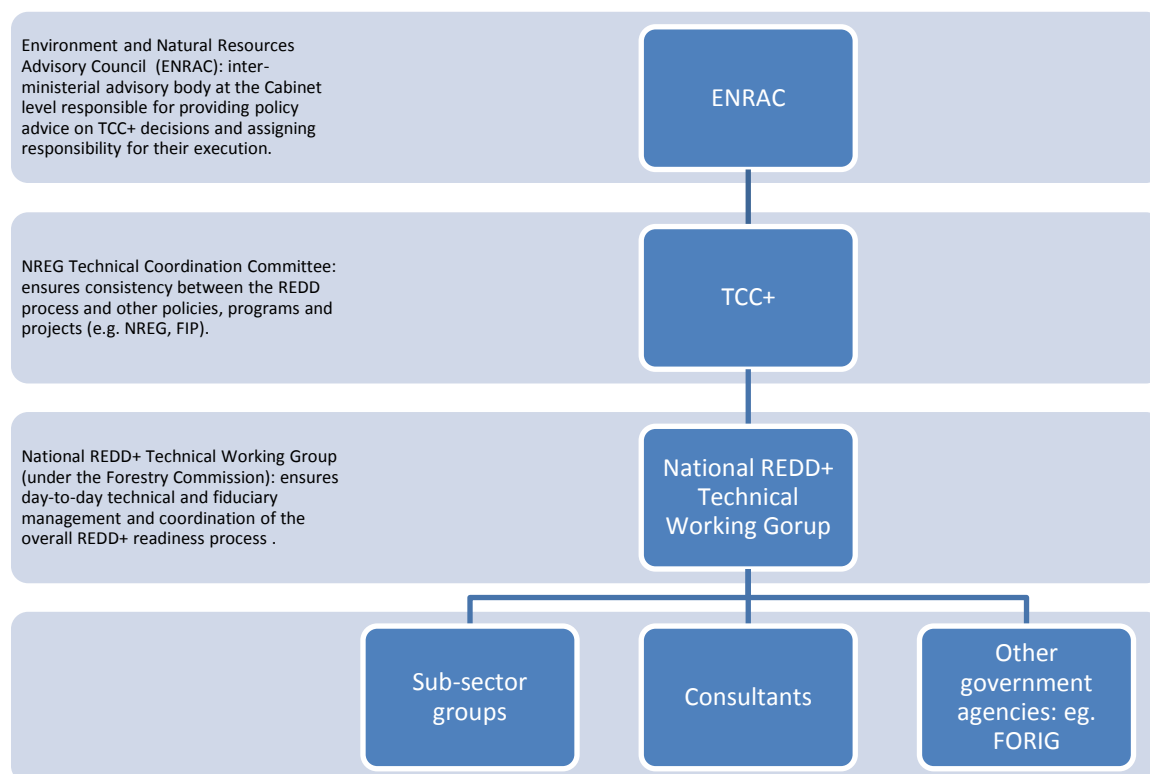 Environment and Natural Resources
Advisory Council  (ENRAC): inter-
ministerial advisory body at the Cabinet
level responsible for providing policy
advice on TCC+ decisions and assigning
responsibility for their execution.
ENRAC
NREG Technical Coordination Committee:
ensures consistency between the REDD
process and other policies, programs and
projects (e.g. NREG, FIP).
TCC+
National REDD+ Technical Working Group
(under the Forestry Commission): ensures
day-to-day technical and fiduciary
management and coordination of the
overall REDD+ readiness process .
National REDD+
Technical
Working Gorup
Sub-sector
groups
Consultants
Other
government
agencies: eg.
FORIG